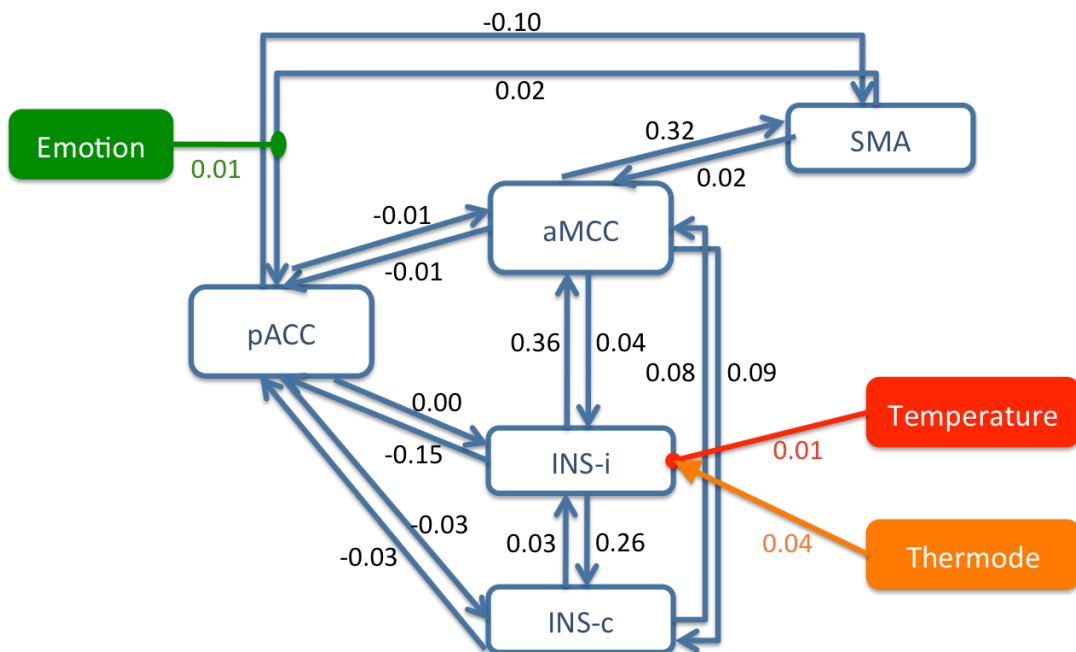 -0.10
0.02
Emotion
0.01
0.32
SMA
0.02
-0.01
aMCC
-0.01
pACC
0.36
0.04
0.08
0.09
0.00
Temperature
-0.15
INS-i
0.01
-0.03
-0.03
0.03
0.26
0.04
Thermode
INS-c